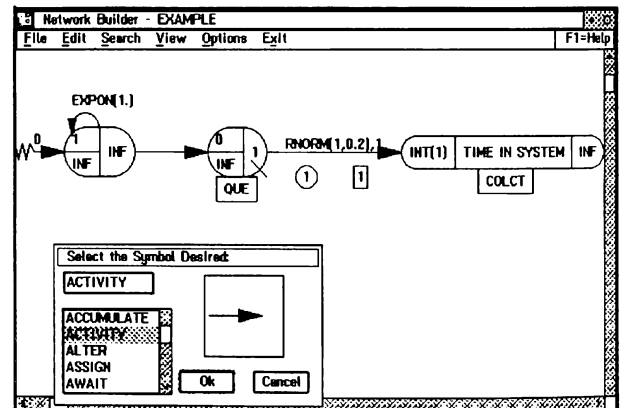 Network Builder - EXAMPLE
File Edit Search View Options Exit F1=Help
EXPON(1.)
0 1 INF INF
0 INF 1
RNORM(1,0.2),1
INT(1) TIME IN SYSTEM INF
1 1
QUE
COLCT
Select the Symbol Desired:
ACTIVITY
ACCUMULATE
ACTIVITY
ALTER
ASSIGN
AWAIT
Ok Cancel